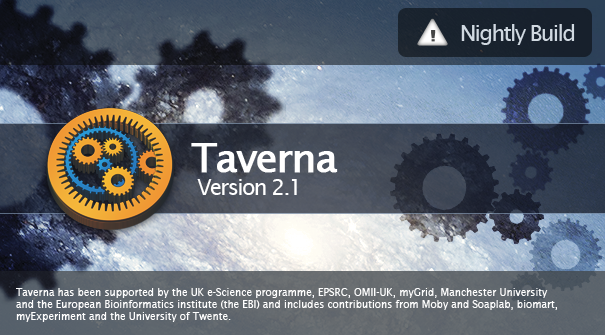 Nightly Build
Taverna
Version 2.1
Taverna has been supported by the UK e-Science programme, EPSRC, OMII-UK, myGrid, Manchester University
and the European Bioinformatics institute (the EBI) and includes contributions from Moby and Soaplab, biomart,
myExperiment and the University of Twente.